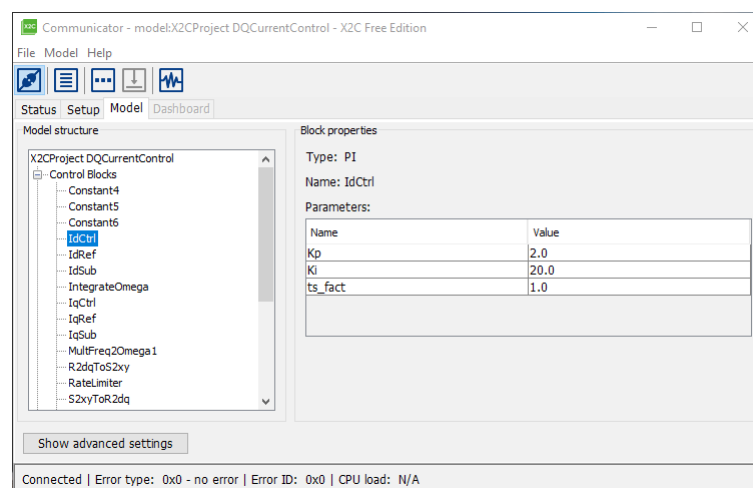 X2C
Communicator - model:X2CProject DQCurrentControl - X2C Free Edition
File Model Help
Status Setup Model Dashboard
Model structure
X2CProject DQCurrentControl
Control Blocks
Constant4
Constant5
Constant6
IdCtrl
IdRef
IdSub
IntegrateOmega
IqCtrl
IqRef
IqSub
MultFreq2Omega1
R2dqToS2xy
RateLimiter
S2xyToR2dq
Show advanced settings
Block properties
Type: PI
Name: IdCtrl
Parameters:
Name Value
Kp 2.0
Ki 20.0
ts_fact 1.0
Connected | Error type: 0x0 - no error | Error ID: 0x0 | CPU load: N/A